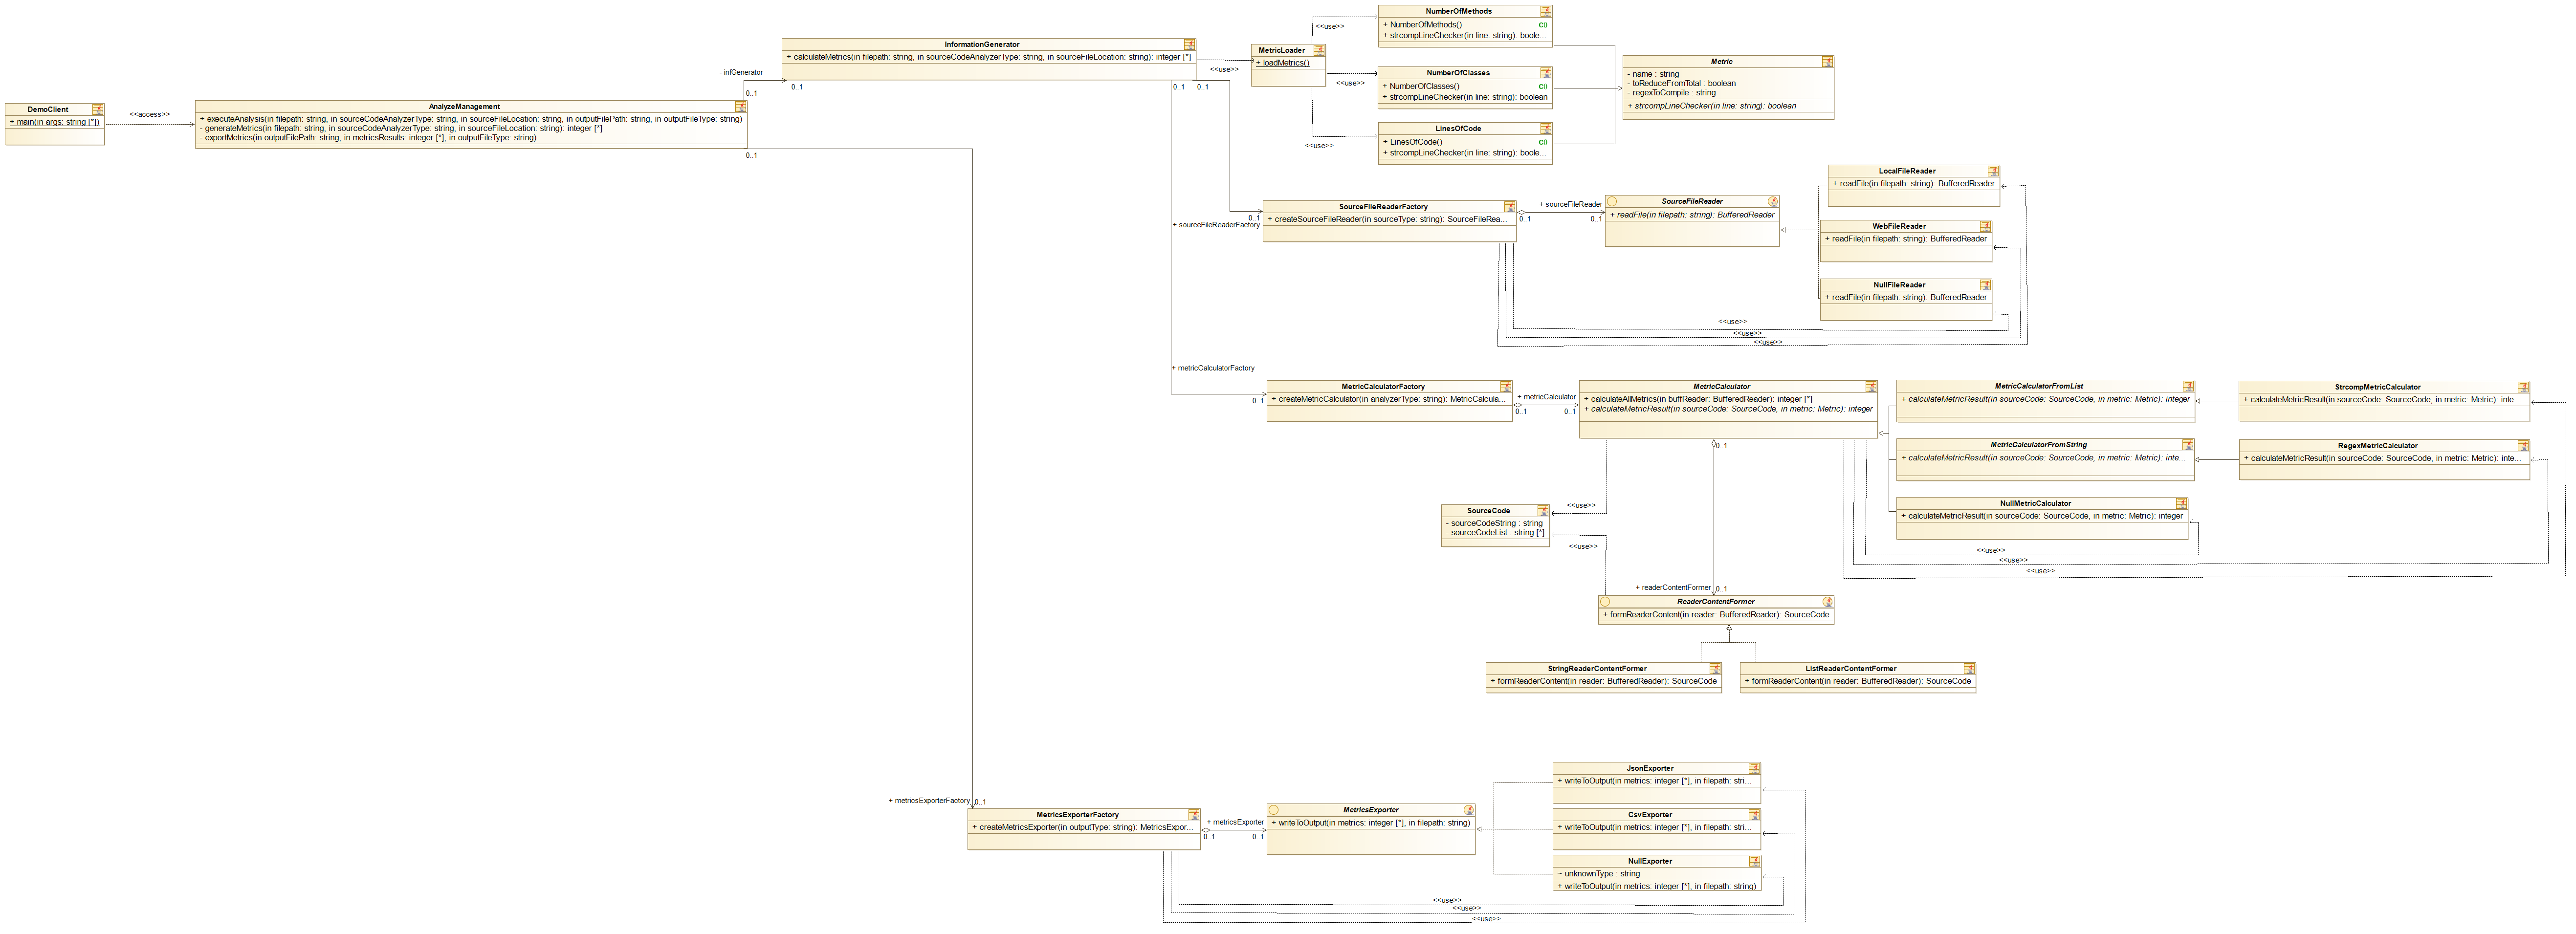 DemoClient
+ main(in args: string [*])
<<access>>
AnalyzeManagement
+ executeAnalysis(in filepath: string, in sourceCodeAnalyzerType: string, in sourceFileLocation: string, in outputFilePath: string, in outputFileType: string)
- generateMetrics(in filepath: string, in sourceCodeAnalyzerType: string, in sourceFileLocation: string): integer [*]
- exportMetrics(in outputFilePath: string, in metricsResults: integer [*], in outputFileType: string)
- infGenerator
0..1
0..1
0..1
InformationGenerator
+ calculateMetrics(in filepath: string, in sourceCodeAnalyzerType: string, in sourceFileLocation: string): integer [*]
0..1
0..1
<<use>>
MetricLoader
+ loadMetrics()
<<use>>
<<use>>
<<use>>
NumberOfMethods
+ NumberOfMethods()
C()
+ strcompLineChecker(in line: string): boole...
NumberOfClasses
+ NumberOfClasses()
C()
+ strcompLineChecker(in line: string): boolean
LinesOfCode
+ LinesOfCode()
C()
+ strcompLineChecker(in line: string): boole...
Metric
- name : string
- toReduceFromTotal : boolean
- regexToCompile : string
+ strcompLineChecker(in line: string): boolean
0..1
+ sourceFileReaderFactory
SourceFileReaderFactory
+ createSourceFileReader(in sourceType: string): SourceFileRea...
+ sourceFileReader
0..1
0..1
SourceFileReader
+ readFile(in filepath: string): BufferedReader
LocalFileReader
+ readFile(in filepath: string): BufferedReader
WebFileReader
+ readFile(in filepath: string): BufferedReader
NullFileReader
+ readFile(in filepath: string): BufferedReader
<<use>>
<<use>>
<<use>>
+ metricCalculatorFactory
0..1
MetricCalculatorFactory
+ createMetricCalculator(in analyzerType: string): MetricCalcula...
+ metricCalculator
0..1
0..1
MetricCalculator
+ calculateAllMetrics(in buffReader: BufferedReader): integer [*]
+ calculateMetricResult(in sourceCode: SourceCode, in metric: Metric): integer
0..1
MetricCalculatorFromList
+ calculateMetricResult(in sourceCode: SourceCode, in metric: Metric): integer
StrcompMetricCalculator
+ calculateMetricResult(in sourceCode: SourceCode, in metric: Metric): inte...
MetricCalculatorFromString
+ calculateMetricResult(in sourceCode: SourceCode, in metric: Metric): inte...
RegexMetricCalculator
+ calculateMetricResult(in sourceCode: SourceCode, in metric: Metric): inte...
NullMetricCalculator
+ calculateMetricResult(in sourceCode: SourceCode, in metric: Metric): integer
<<use>>
<<use>>
<<use>>
SourceCode
- sourceCodeString : string
- sourceCodeList : string [*]
<<use>>
<<use>>
+ readerContentFormer
0..1
ReaderContentFormer
+ formReaderContent(in reader: BufferedReader): SourceCode
StringReaderContentFormer
+ formReaderContent(in reader: BufferedReader): SourceCode
ListReaderContentFormer
+ formReaderContent(in reader: BufferedReader): SourceCode
+ metricsExporterFactory
0..1
MetricsExporterFactory
+ createMetricsExporter(in outputType: string): MetricsExpor...
+ metricsExporter
0..1
0..1
MetricsExporter
+ writeToOutput(in metrics: integer [*], in filepath: string)
JsonExporter
+ writeToOutput(in metrics: integer [*], in filepath: stri...
CsvExporter
+ writeToOutput(in metrics: integer [*], in filepath: stri...
NullExporter
~ unknownType : string
+ writeToOutput(in metrics: integer [*], in filepath: string)
<<use>>
<<use>>
<<use>>